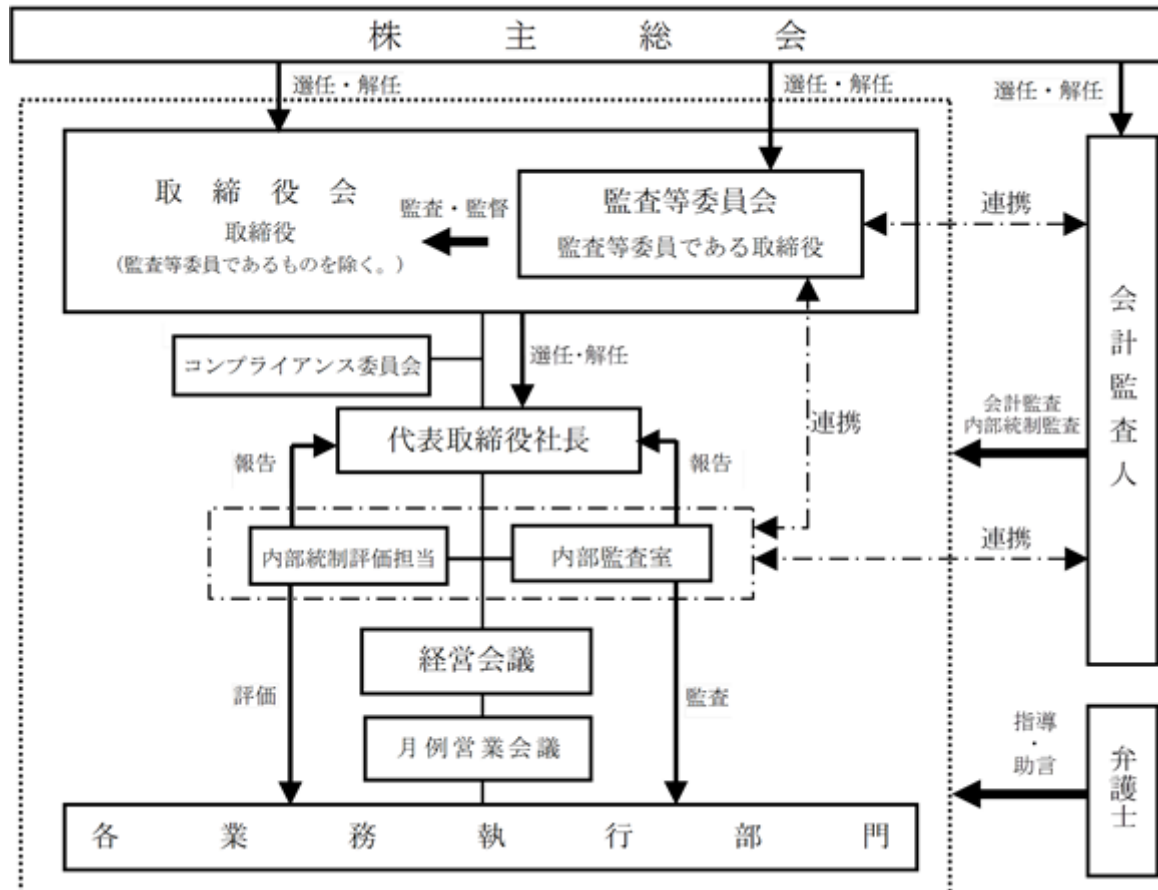 株主総会
選任・解任
選任・解任
選任・解任
取締役会
取締役
(監査等委員であるものを除く。)
監査・監督
監査等委員会
監査等委員である取締役
連携
会計監査人
コンプライアンス委員会
選任・解任
代表取締役社長
連携
会計監査
内部統制監査
報告
報告
内部統制評価担当
内部監査室
連携
経営会議
評価
監査
月例営業会議
指導
・
助言
弁護士
各業務執行部門